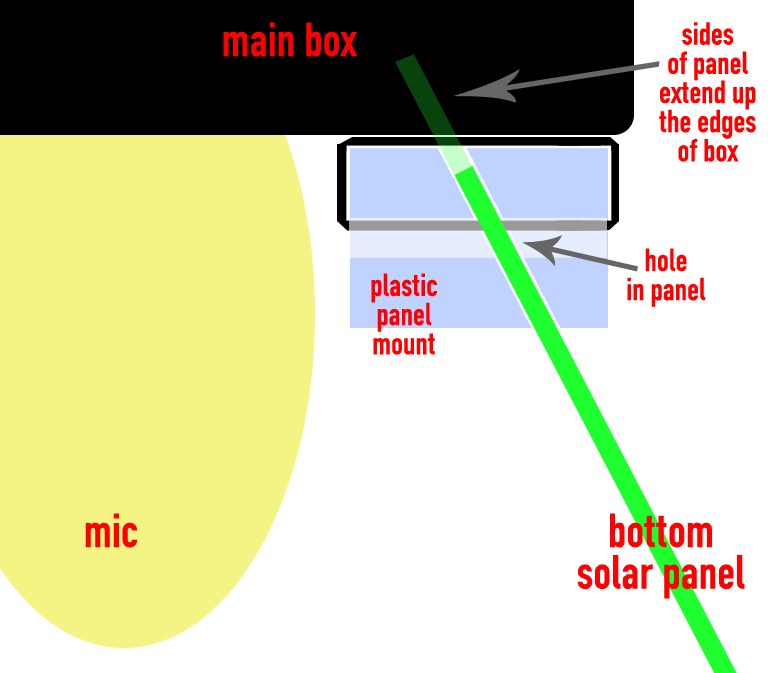 main box
sides
of panel
extend up
the edges
of box
hole
in panel
plastic
panel
mount
mic
bottom
solar panel